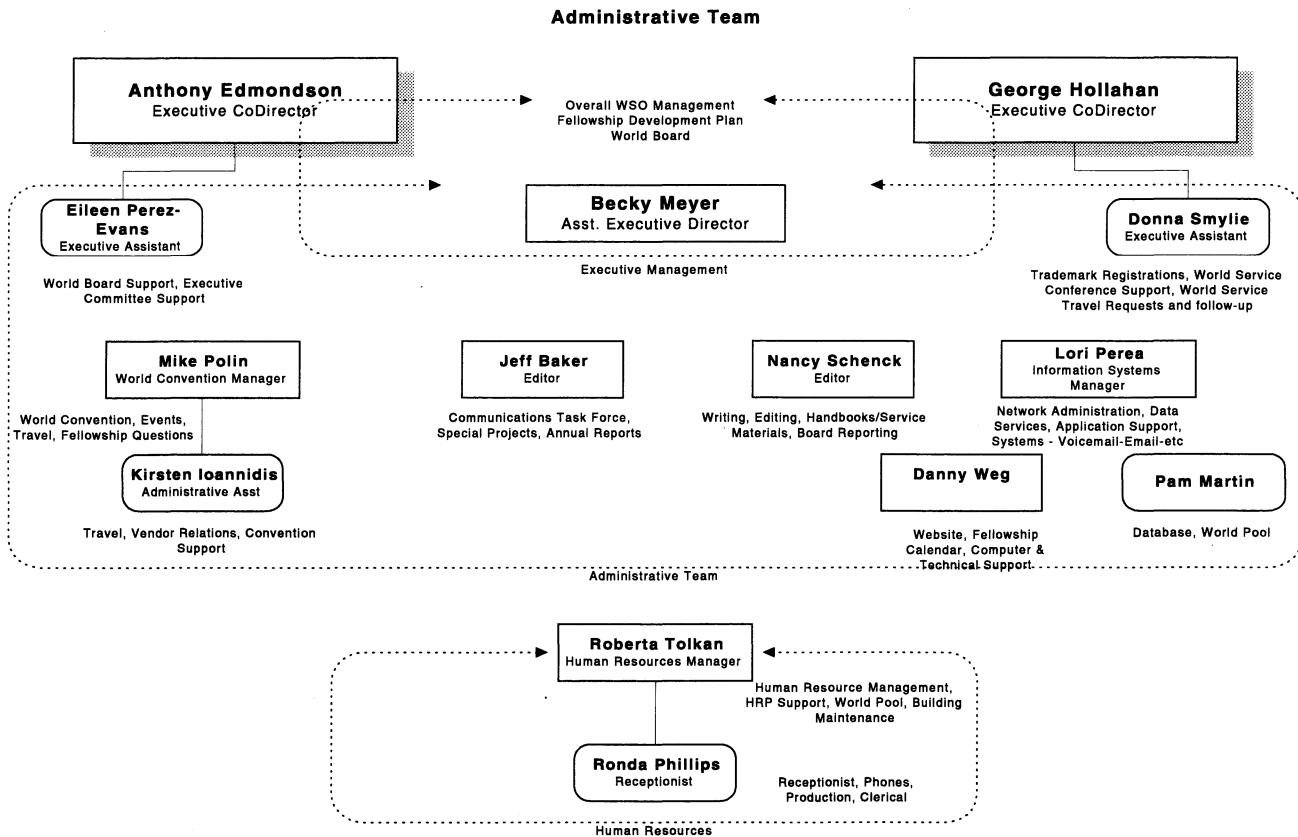 Administrative Team
Anthony Edmondson
Executive CoDirector
Overall WSO Management
Fellowship Development Plan
World Board
George Hollahan
Executive CoDirector
Becky Meyer
Asst. Executive Director
Executive Management
Eileen Perez-
Evans
Executive Assistant
World Board Support, Executive
Committee Support
Donna Smylie
Executive Assistant
Trademark Registrations, World Service
Conference Support, World Service
Travel Requests and follow-up
Mike Polin
World Convention Manager
World Convention, Events,
Travel, Fellowship Questions
Jeff Baker
Editor
Communications Task Force,
Special Projects, Annual Reports
Nancy Schenck
Editor
Writing, Editing, Handbooks/Service
Materials, Board Reporting
Lori Perea
Information Systems
Manager
Network Administration, Data
Services, Application Support,
Systems - Voicemail-Email-etc
Kirsten Ioannidis
Administrative Asst
Travel, Vendor Relations, Convention
Support
Danny Weg
Website, Fellowship
Calendar, Computer &
Technical Support
Pam Martin
Database, World Pool
Administrative Team
Roberta Tolkan
Human Resources Manager
Human Resource Management,
HRP Support, World Pool, Building
Maintenance
Ronda Phillips
Receptionist
Receptionist, Phones,
Production, Clerical
Human Resources